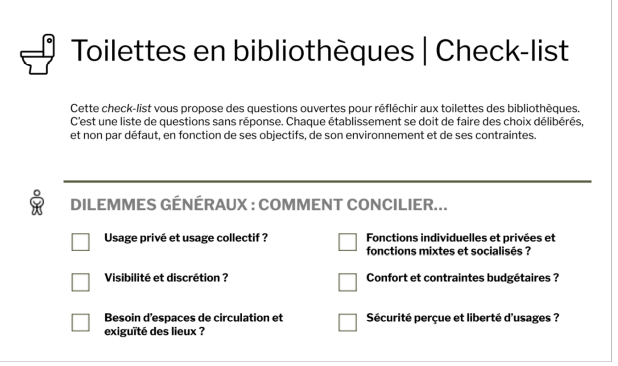 Toilettes en bibliothèques | Check-list
Cette check-list vous propose des questions ouvertes pour réfléchir aux toilettes des bibliothèques.
C'est une liste de questions sans réponse. Chaque établissement se doit de faire des choix délibérés,
et non par défaut, en fonction de ses objectifs, de son environnement et de ses contraintes.
DILEMMES GÉNÉRAUX : COMMENT CONCILIER...
Usage privé et usage collectif ?
Visibilité et discrétion ?
Besoin d'espaces de circulation et
exiguïté des lieux ?
Fonctions individuelles et privées et
fonctions mixtes et socialisés ?
Confort et contraintes budgétaires ?
Sécurité perçue et liberté d'usages ?